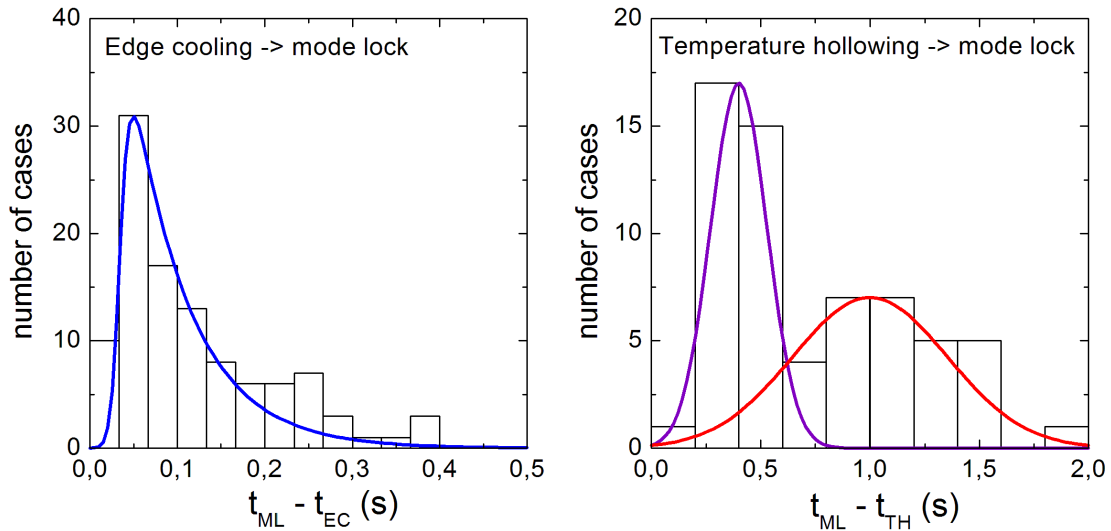 Edge cooling -> mode lock
number of cases
40
30
20
10
0
0,0 0,1 0,2 0,3 0,4 0,5
t_ML - t_EC (s)
Temperature hollowing -> mode lock
number of cases
20
15
10
5
0
0,0 0,5 1,0 1,5 2,0
t_ML - t_TH (s)